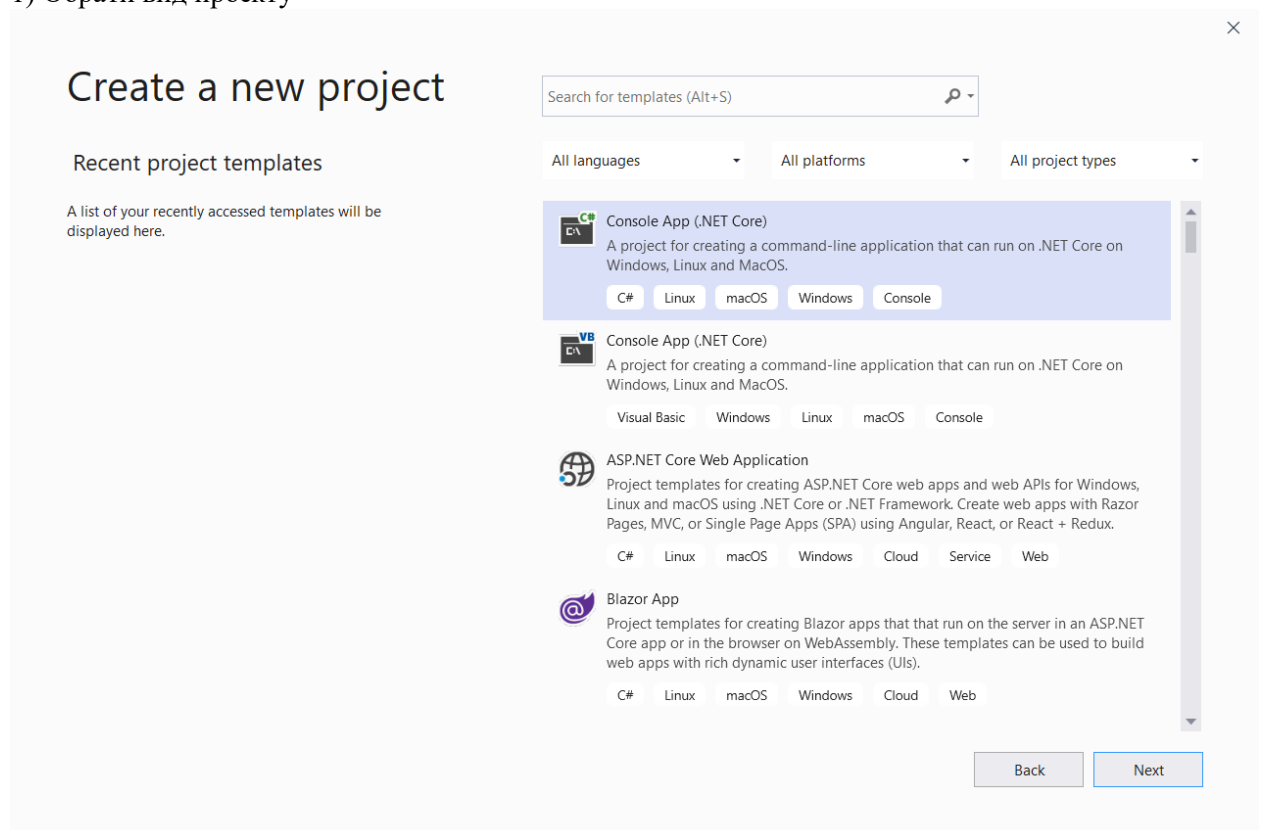 1) Обрати вид проєкту
Create a new project
Search for templates (Alt+S)
Recent project templates
All languages
All platforms
All project types
A list of your recently accessed templates will be
displayed here.
C#
C:\
Console App (.NET Core)
A project for creating a command-line application that can run on .NET Core on
Windows, Linux and MacOS.
C# Linux macOS Windows Console
VB
C:\
Console App (.NET Core)
A project for creating a command-line application that can run on .NET Core on
Windows, Linux and MacOS.
Visual Basic Windows Linux macOS Console
ASP.NET Core Web Application
Project templates for creating ASP.NET Core web apps and web APIs for Windows,
Linux and macOS using .NET Core or .NET Framework. Create web apps with Razor
Pages, MVC, or Single Page Apps (SPA) using Angular, React, or React + Redux.
C# Linux macOS Windows Cloud Service Web
@
Blazor App
Project templates for creating Blazor apps that that run on the server in an ASP.NET
Core app or in the browser on WebAssembly. These templates can be used to build
web apps with rich dynamic user interfaces (UIs).
C# Linux macOS Windows Cloud Web
Back
Next